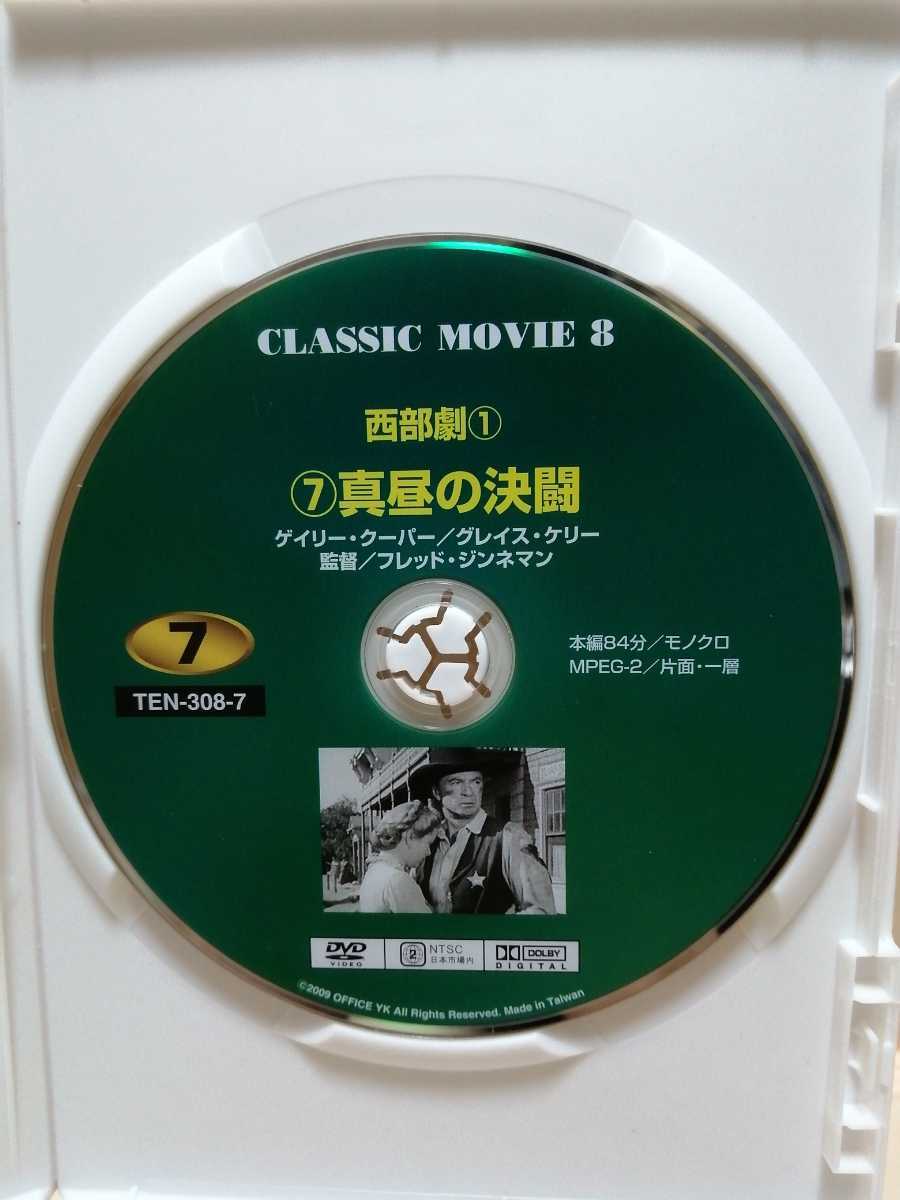 CLASSIC MOVIE 8
西部劇①
⑦真昼の決闘
ゲイリー・クーパー／グレイス・ケリー
監督／フレッド・ジンネマン
7
TEN-308-7
本編84分／モノクロ
MPEG-2／片面・一層
DVD
VIDEO
2
NTSC
日本市場内
DOLBY
DIGITAL
©2009 OFFICE YK All Rights Reserved. Made in Taiwan